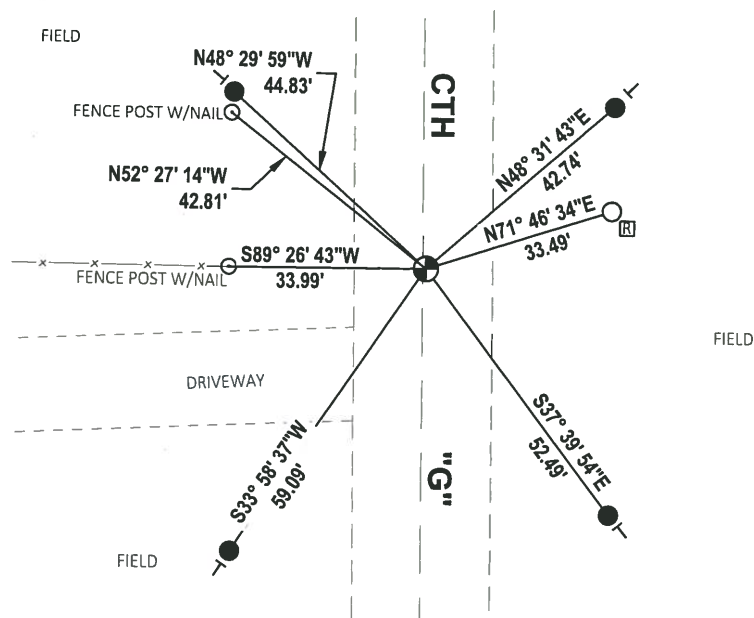 FIELD
N48° 29' 59"W
44.83'
CTH
FENCE POST W/NAIL
N48° 31' 43"E
42.74'
N52° 27' 14"W
42.81'
N71° 46' 34"E
33.49'
R
S89° 26' 43"W
33.99'
FENCE POST W/NAIL
FIELD
DRIVEWAY
S33° 58' 37"W
59.09'
"G"
S37° 39' 54"E
52.49'
FIELD